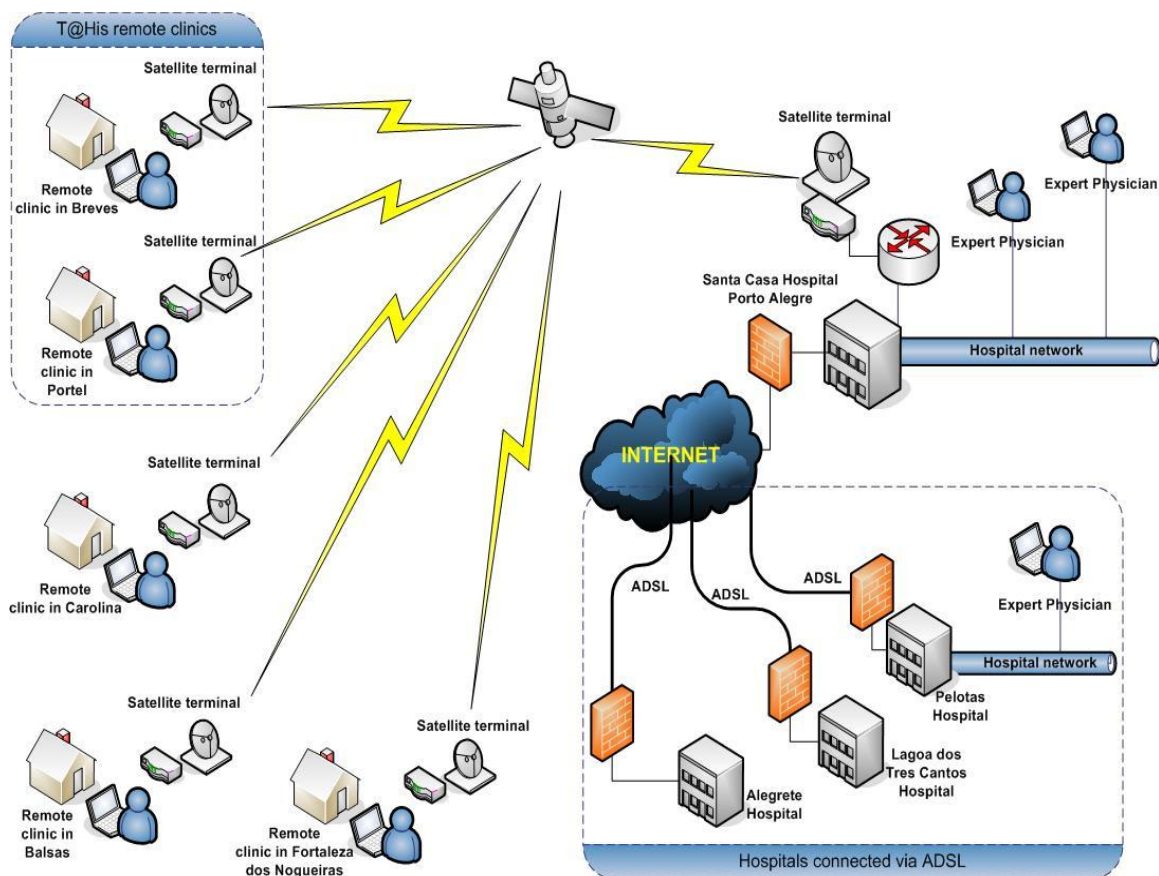 T@His remote clinics
Satellite terminal
Remote
clinic in Breves
Satellite terminal
Remote
clinic in
Portel
Satellite terminal
Remote
clinic in Carolina
Satellite terminal
Remote
clinic in
Balsas
Satellite terminal
Remote
clinic in Fortaleza
dos Nogueiras
Satellite terminal
Expert Physician
Expert Physician
Santa Casa Hospital
Porto Alegre
Hospital network
INTERNET
ADSL
ADSL
ADSL
Expert Physician
Hospital network
Pelotas
Hospital
Lagoa dos
Tres Cantos
Hospital
Alegrete
Hospital
Hospitals connected via ADSL